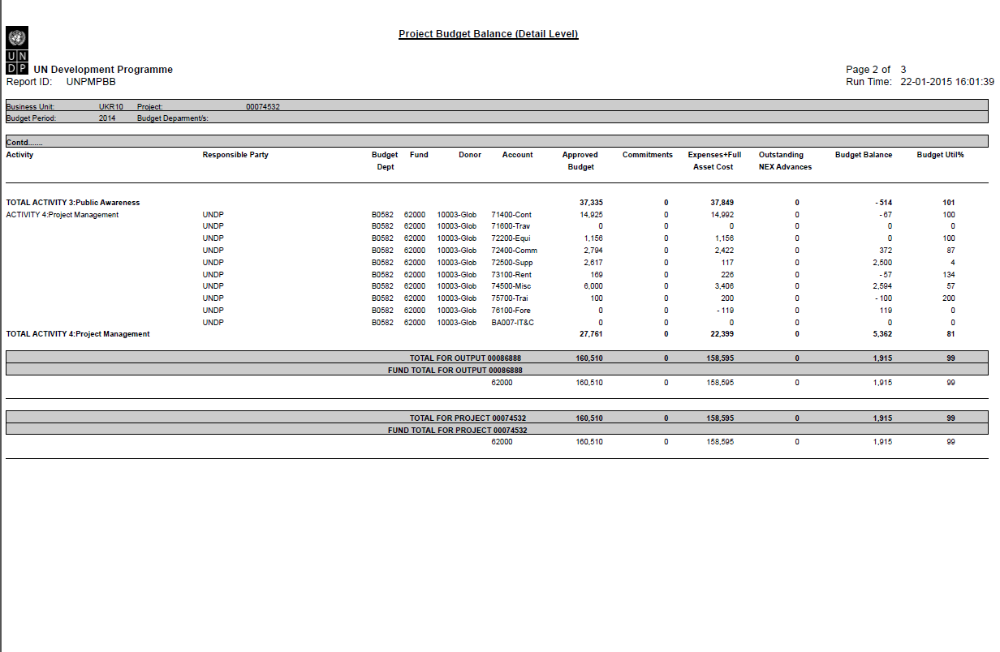 Project Budget Balance (Detail Level)
U N
D P UN Development Programme
Page 2 of 3
Report ID: UNPMPBB
Run Time: 22-01-2015 16:01:39
Business Unit: UKR10 Project: 00074532
Budget Period: 2014 Budget Deparment/s:
Contd.......
Activity Responsible Party Budget Fund Donor Account Approved Commitments Expenses+Full Outstanding Budget Balance Budget Util%
Dept Budget Asset Cost NEX Advances
TOTAL ACTIVITY 3:Public Awareness 37,335 0 37,849 0 - 514 101
ACTIVITY 4:Project Management UNDP B0582 62000 10003-Glob 71400-Cont 14,925 0 14,992 0 - 67 100
UNDP B0582 62000 10003-Glob 71600-Trav 0 0 0 0 0 0
UNDP B0582 62000 10003-Glob 72200-Equi 1,156 0 1,156 0 0 100
UNDP B0582 62000 10003-Glob 72400-Comm 2,794 0 2,422 0 372 87
UNDP B0582 62000 10003-Glob 72500-Supp 2,617 0 117 0 2,500 4
UNDP B0582 62000 10003-Glob 73100-Rent 169 0 226 0 - 57 134
UNDP B0582 62000 10003-Glob 74500-Misc 6,000 0 3,406 0 2,594 57
UNDP B0582 62000 10003-Glob 75700-Trai 100 0 200 0 - 100 200
UNDP B0582 62000 10003-Glob 76100-Fore 0 0 - 119 0 119 0
UNDP B0582 62000 10003-Glob BA007-IT&C 0 0 0 0 0 0
TOTAL ACTIVITY 4:Project Management 27,761 0 22,399 0 5,362 81
TOTAL FOR OUTPUT 00086888 160,510 0 158,595 0 1,915 99
FUND TOTAL FOR OUTPUT 00086888
62000 160,510 0 158,595 0 1,915 99
TOTAL FOR PROJECT 00074532 160,510 0 158,595 0 1,915 99
FUND TOTAL FOR PROJECT 00074532
62000 160,510 0 158,595 0 1,915 99